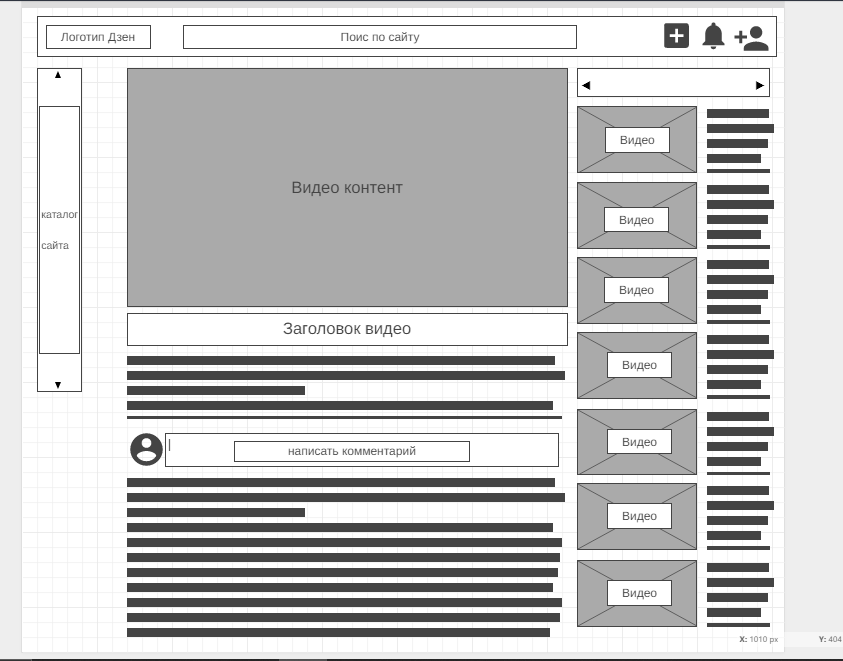 Логотип Дзен
Поис по сайту
каталог
сайта
Видео контент
Заголовок видео
написать комментарий
Видео
Видео
Видео
Видео
Видео
Видео
Видео
X: 1010 px
Y: 404